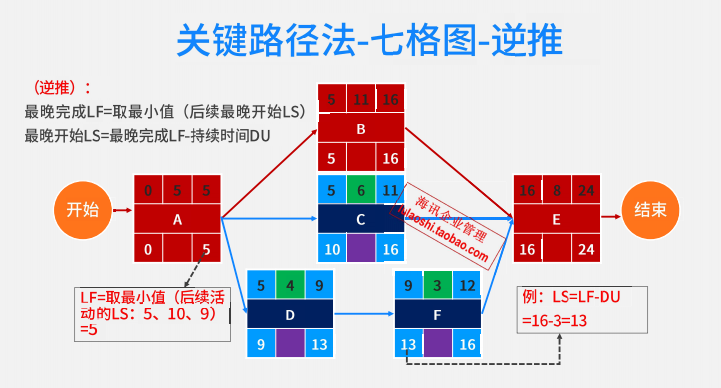 关键路径法-七格图-逆推
（逆推）：
最晚完成LF=取最小值（后续最晚开始LS）
最晚开始LS=最晚完成LF-持续时间DU
5 11 16
B
5 16
开始
0 5 5
A
0 5
5 6 11
C
10 16
海讯企业管理
16 8 24
E
16 24
结束
LF=取最小值（后续活
动的LS：5、10、9）
=5
5 4 9
D
9 13
9 3 12
F
13 16
例：LS=LF-DU
=16-3=13